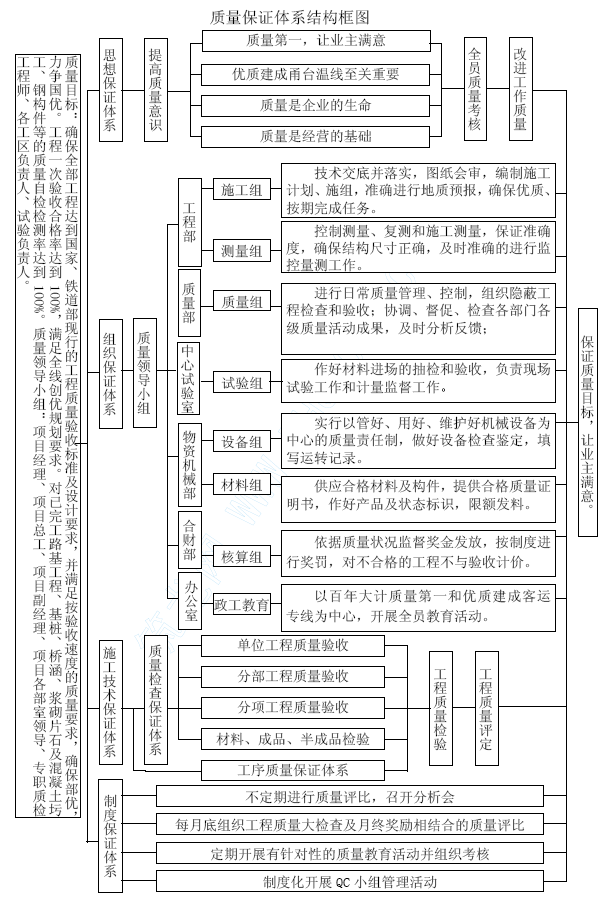 质量保证体系结构框图
质量目标：确保全部工程达到国家、铁道部现行的工程质量验收标准及设计要求，并满足按验收速度的质量要求，确保部优，
力争国优。工程一次验收合格率达到 100%，满足全线创优规划要求。对已完工路基工程、基桩、桥涵、浆砌片石及混凝土圬
工、钢构件等的质量自检检测率达到 100%。质量领导小组：项目经理、项目总工、项目副经理、项目各部室领导、专职质检
工程师、各工区负责人、试验负责人。
思想保证体系
提高质量意识
质量第一，让业主满意
优质建成甬台温线至关重要
质量是企业的生命
质量是经营的基础
全员质量考核
改进工作质量
组织保证体系
质量领导小组
工程部
施工组
技术交底并落实，图纸会审，编制施工
计划、施组，准确进行地质预报，确保优质、
按期完成任务。
测量组
控制测量、复测和施工测量，保证准确
度，确保结构尺寸正确，及时准确的进行监
控量测工作。
质量部
质量组
进行日常质量管理、控制，组织隐蔽工
程检查和验收；协调、督促、检查各部门各
级质量活动成果，及时分析反馈；
中心试验室
试验组
作好材料进场的抽检和验收，负责现场
试验工作和计量监督工作。
物资机械部
设备组
实行以管好、用好、维护好机械设备为
中心的质量责任制，做好设备检查鉴定，填
写运转记录。
材料组
供应合格材料及构件，提供合格质量证
明书，作好产品及状态标识，限额发料。
合财部
核算组
依据质量状况监督奖金发放，按制度进
行奖罚，对不合格的工程不与验收计价。
办公室
政工教育
以百年大计质量第一和优质建成客运
专线为中心，开展全员教育活动。
施工技术保证体系
质量检查保证体系
单位工程质量验收
分部工程质量验收
分项工程质量验收
材料、成品、半成品检验
工序质量保证体系
工程质量检验
工程质量评定
制度保证体系
不定期进行质量评比，召开分析会
每月底组织工程质量大检查及月终奖励相结合的质量评比
定期开展有针对性的质量教育活动并组织考核
制度化开展 QC 小组管理活动
保证质量目标，让业主满意。